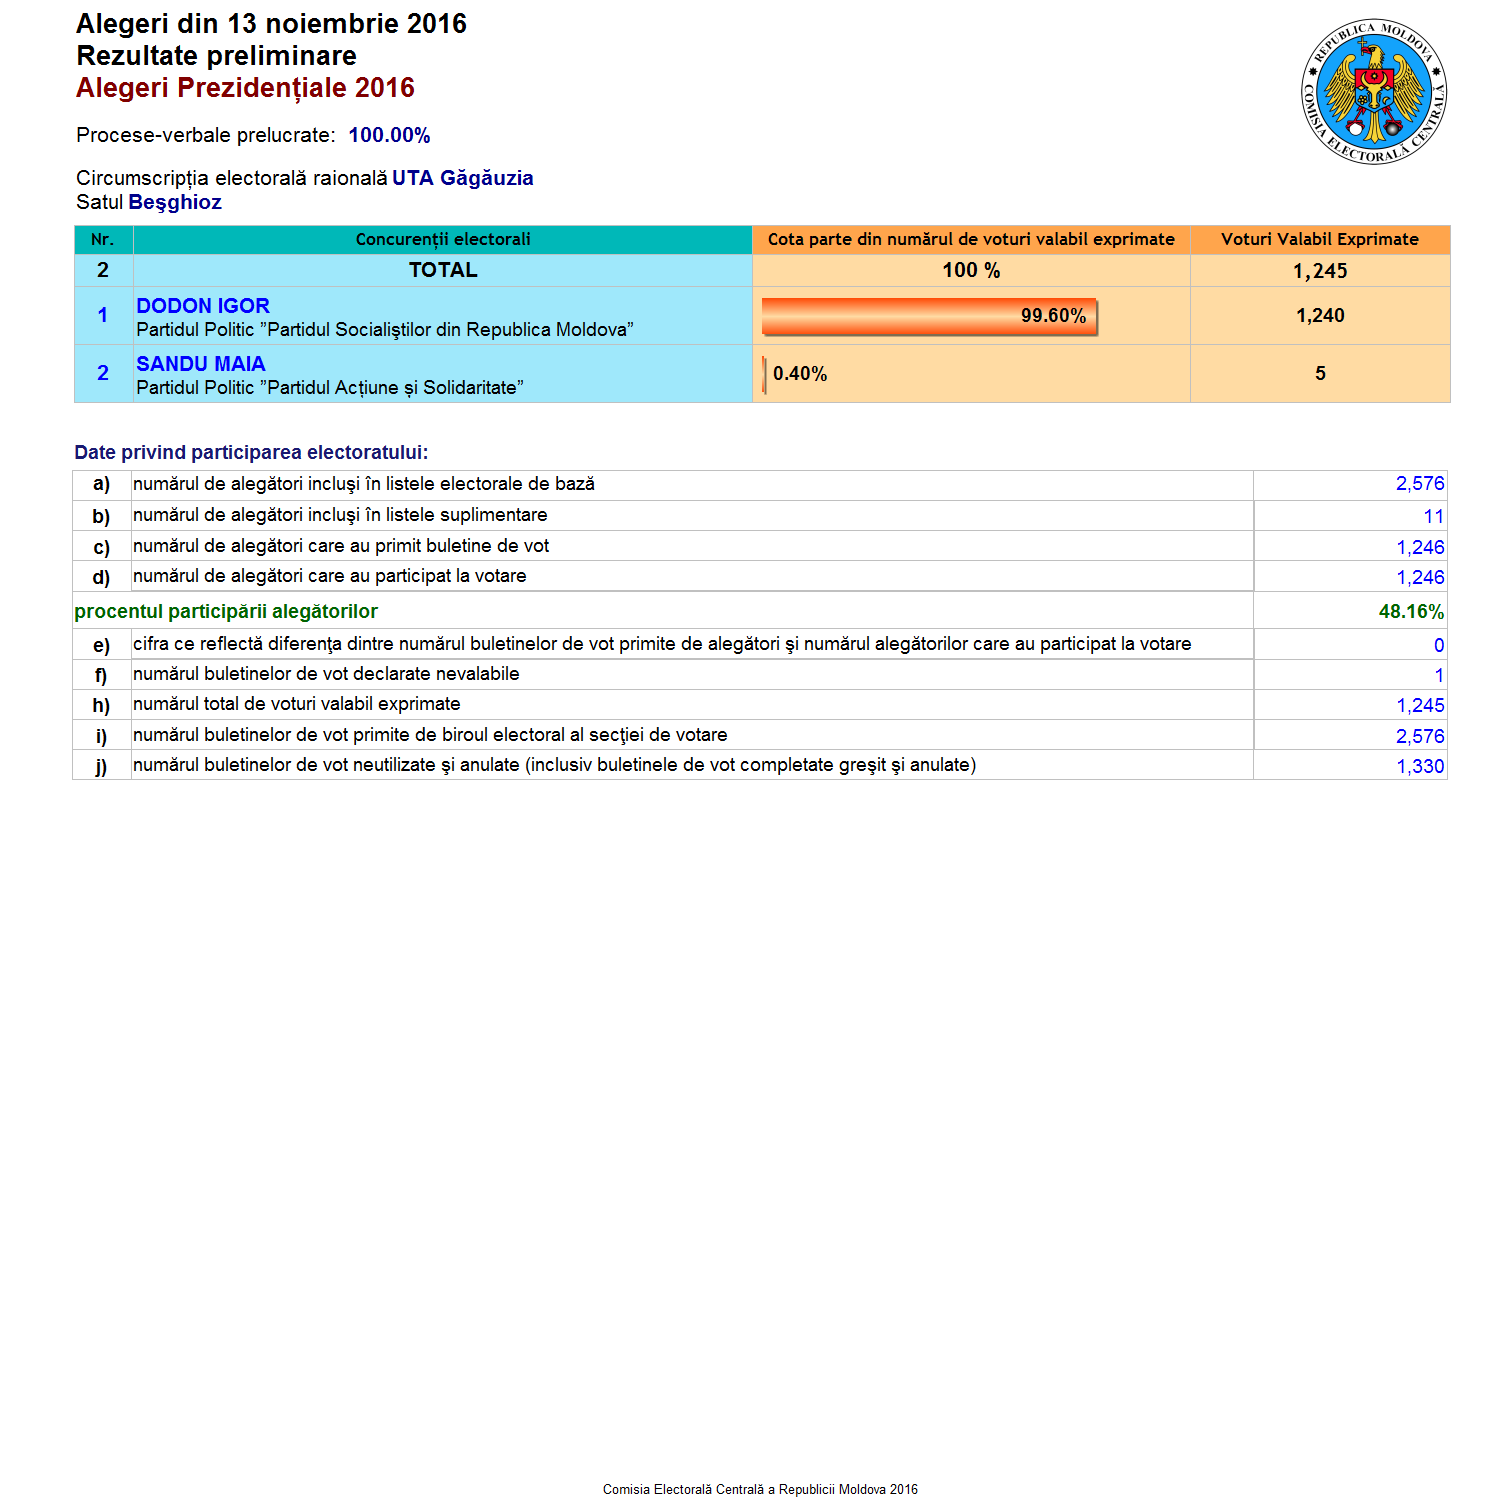 Alegeri din 13 noiembrie 2016
Rezultate preliminare
Alegeri Prezidențiale 2016
REPUBLICA MOLDOVA
COMISIA ELECTORALĂ CENTRALĂ
Procese-verbale prelucrate: 100.00%
Circumscripția electorală raională UTA Găgăuzia
Satul Beşghioz
Nr. Concurenții electorali Cota parte din numărul de voturi valabil exprimate Voturi Valabil Exprimate
2 TOTAL 100 % 1,245
1 DODON IGOR 99.60% 1,240
Partidul Politic ”Partidul Socialiştilor din Republica Moldova”
2 SANDU MAIA 0.40% 5
Partidul Politic ”Partidul Acțiune și Solidaritate”
Date privind participarea electoratului:
a) numărul de alegători incluşi în listele electorale de bază 2,576
b) numărul de alegători incluşi în listele suplimentare 11
c) numărul de alegători care au primit buletine de vot 1,246
d) numărul de alegători care au participat la votare 1,246
procentul participării alegătorilor 48.16%
e) cifra ce reflectă diferenţa dintre numărul buletinelor de vot primite de alegători şi numărul alegătorilor care au participat la votare 0
f) numărul buletinelor de vot declarate nevalabile 1
h) numărul total de voturi valabil exprimate 1,245
i) numărul buletinelor de vot primite de biroul electoral al secţiei de votare 2,576
j) numărul buletinelor de vot neutilizate şi anulate (inclusiv buletinele de vot completate greşit şi anulate) 1,330
Comisia Electorală Centrală a Republicii Moldova 2016